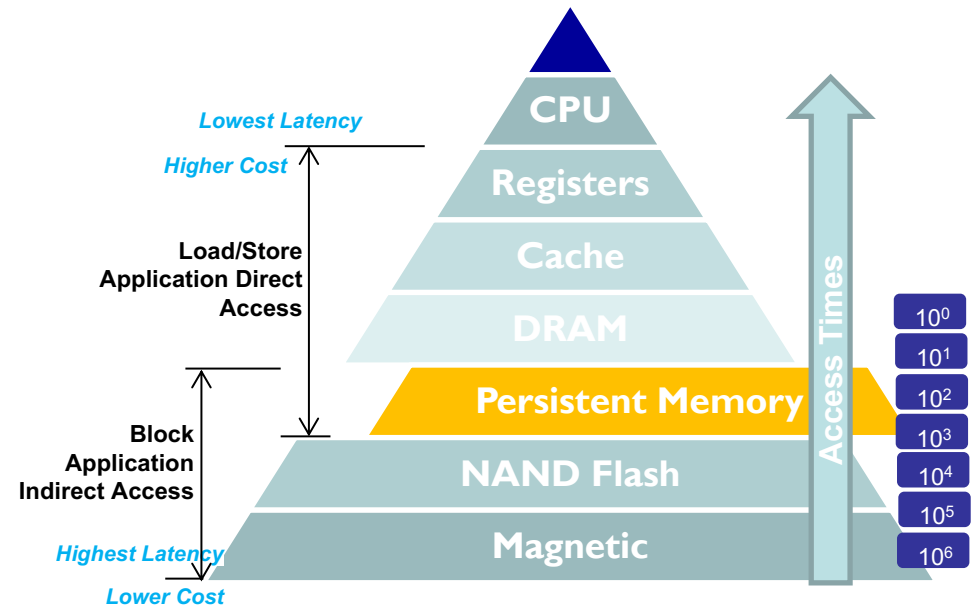 CPU
Lowest Latency
Higher Cost
Registers
Load/Store
Application Direct
Access
Cache
DRAM
Persistent Memory
Block
Application
Indirect Access
NAND Flash
Magnetic
Highest Latency
Lower Cost
Access Times
10⁰
10¹
10²
10³
10⁴
10⁵
10⁶